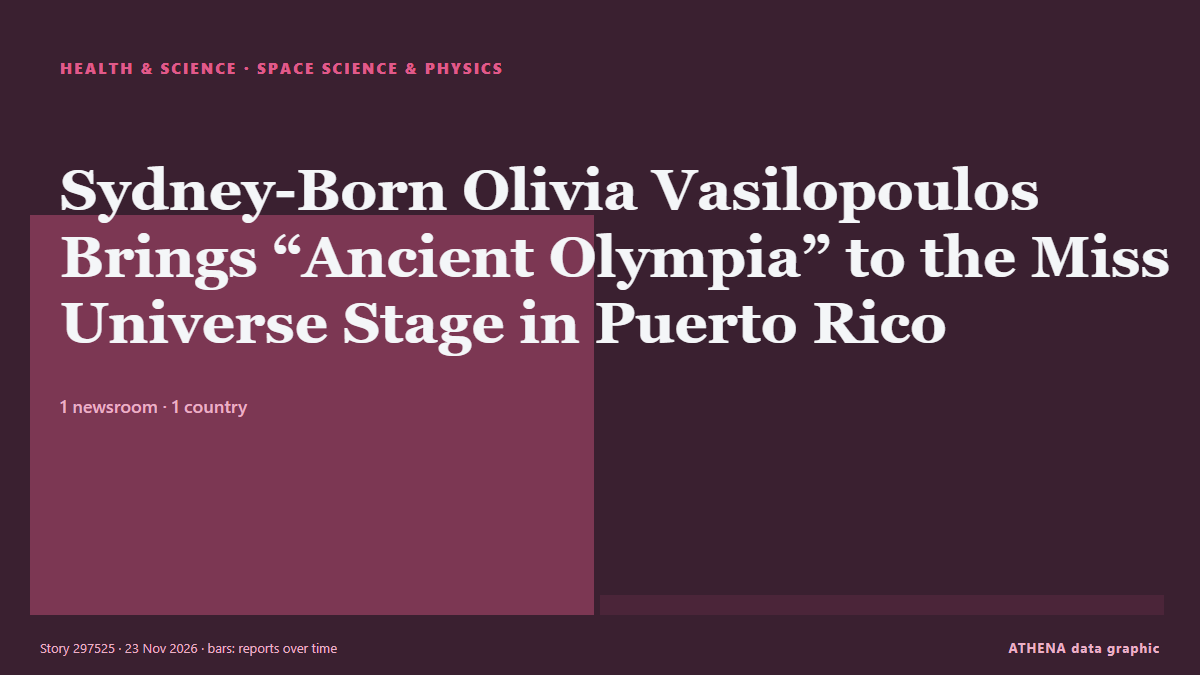 HEALTH & SCIENCE · SPACE SCIENCE & PHYSICS
Sydney-Born Olivia Vasilopoulos
Brings “Ancient Olympia” to the Miss
Universe Stage in Puerto Rico
1 newsroom · 1 country
Story 297525 · 23 Nov 2026 · bars: reports over time
ATHENA data graphic